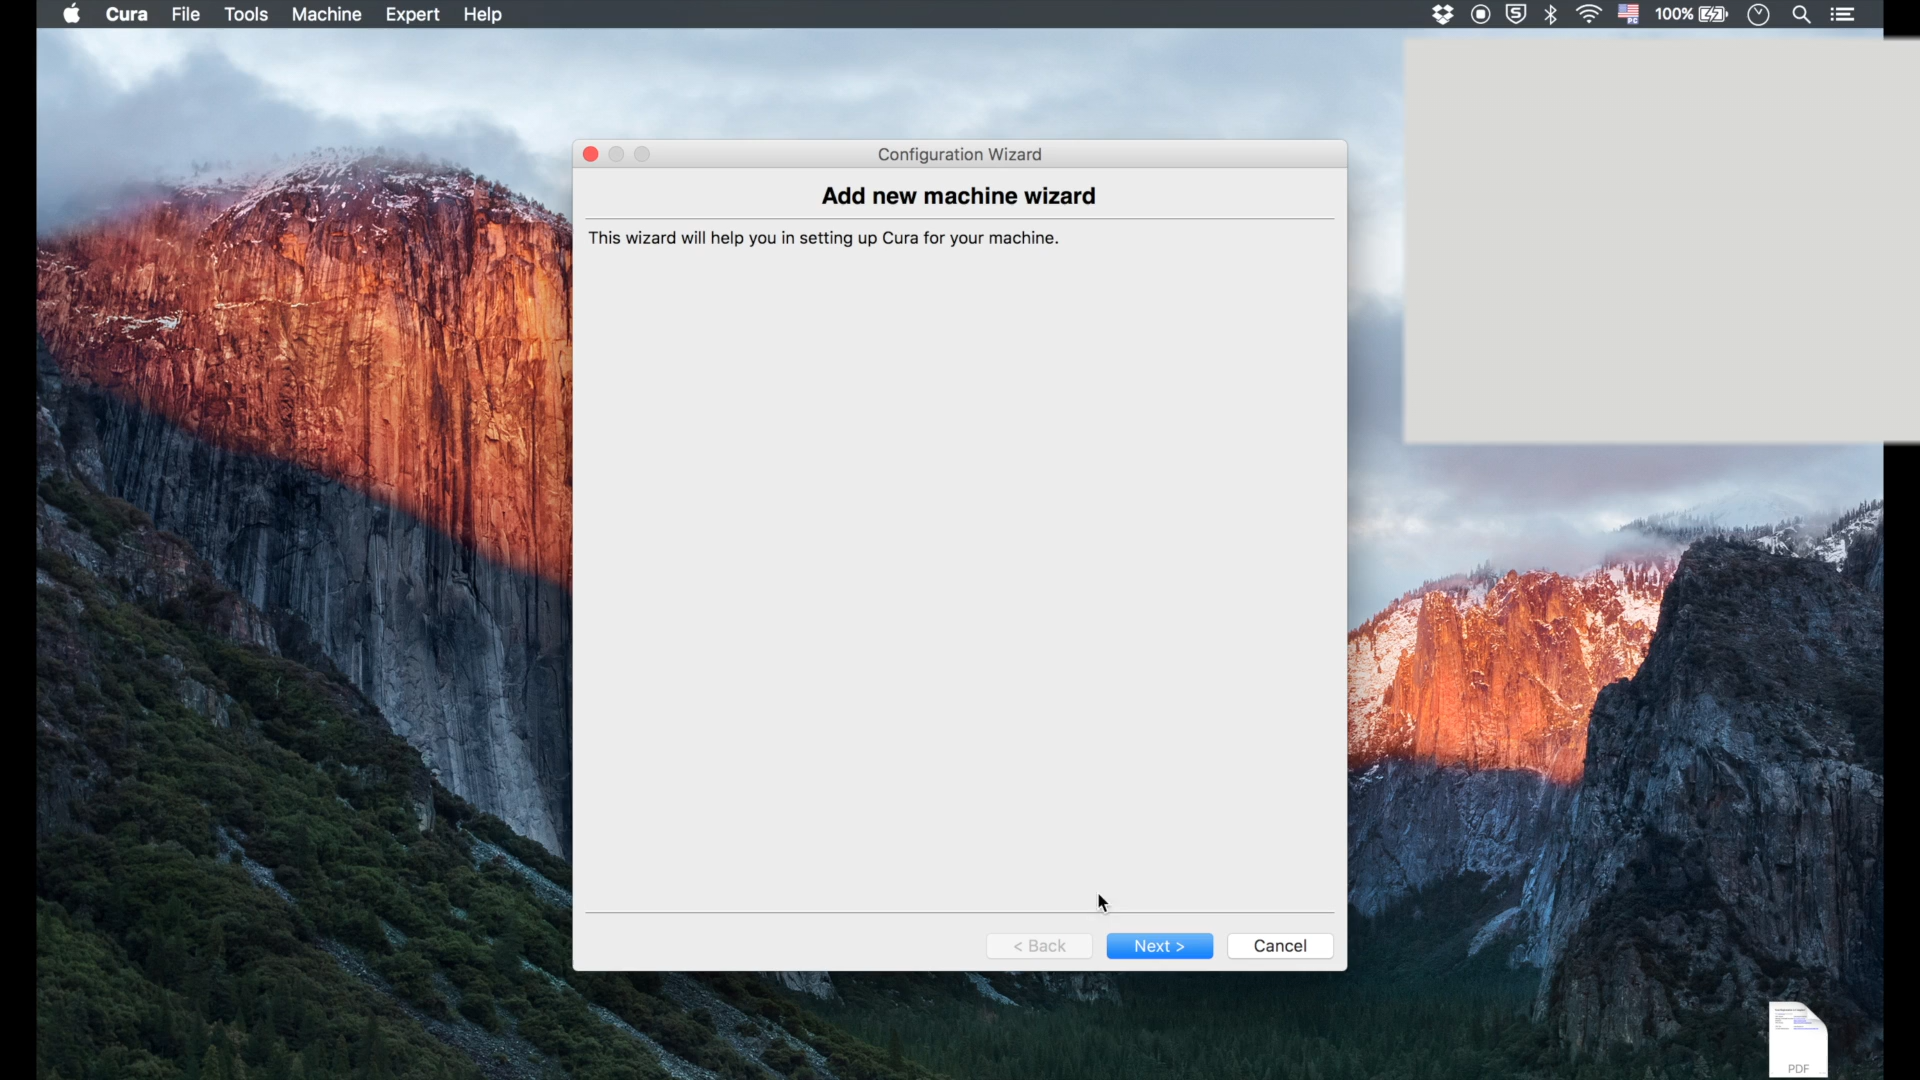 Cura File Tools Machine Expert Help 100%
Configuration Wizard
Add new machine wizard
This wizard will help you in setting up Cura for your machine.
< Back Next > Cancel
PDF